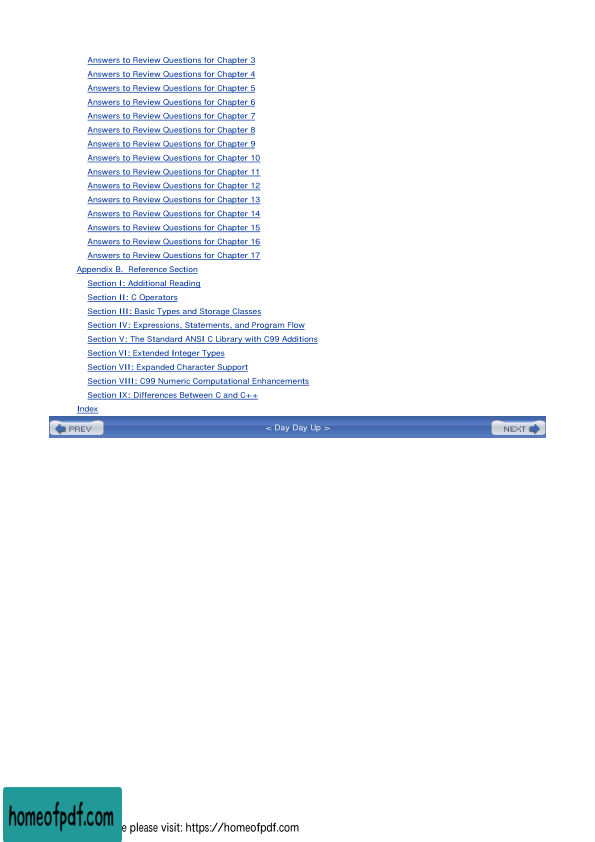 Answers to Review Questions for Chapter 3
Answers to Review Questions for Chapter 4
Answers to Review Questions for Chapter 5
Answers to Review Questions for Chapter 6
Answers to Review Questions for Chapter 7
Answers to Review Questions for Chapter 8
Answers to Review Questions for Chapter 9
Answers to Review Questions for Chapter 10
Answers to Review Questions for Chapter 11
Answers to Review Questions for Chapter 12
Answers to Review Questions for Chapter 13
Answers to Review Questions for Chapter 14
Answers to Review Questions for Chapter 15
Answers to Review Questions for Chapter 16
Answers to Review Questions for Chapter 17
Appendix B. Reference Section
Section I: Additional Reading
Section II: C Operators
Section III: Basic Types and Storage Classes
Section IV: Expressions, Statements, and Program Flow
Section V: The Standard ANSI C Library with C99 Additions
Section VI: Extended Integer Types
Section VII: Expanded Character Support
Section VIII: C99 Numeric Computational Enhancements
Section IX: Differences Between C and C++
Index
PREV < Day Day Up > NEXT
homeofpdf.com
e please visit: https://homeofpdf.com